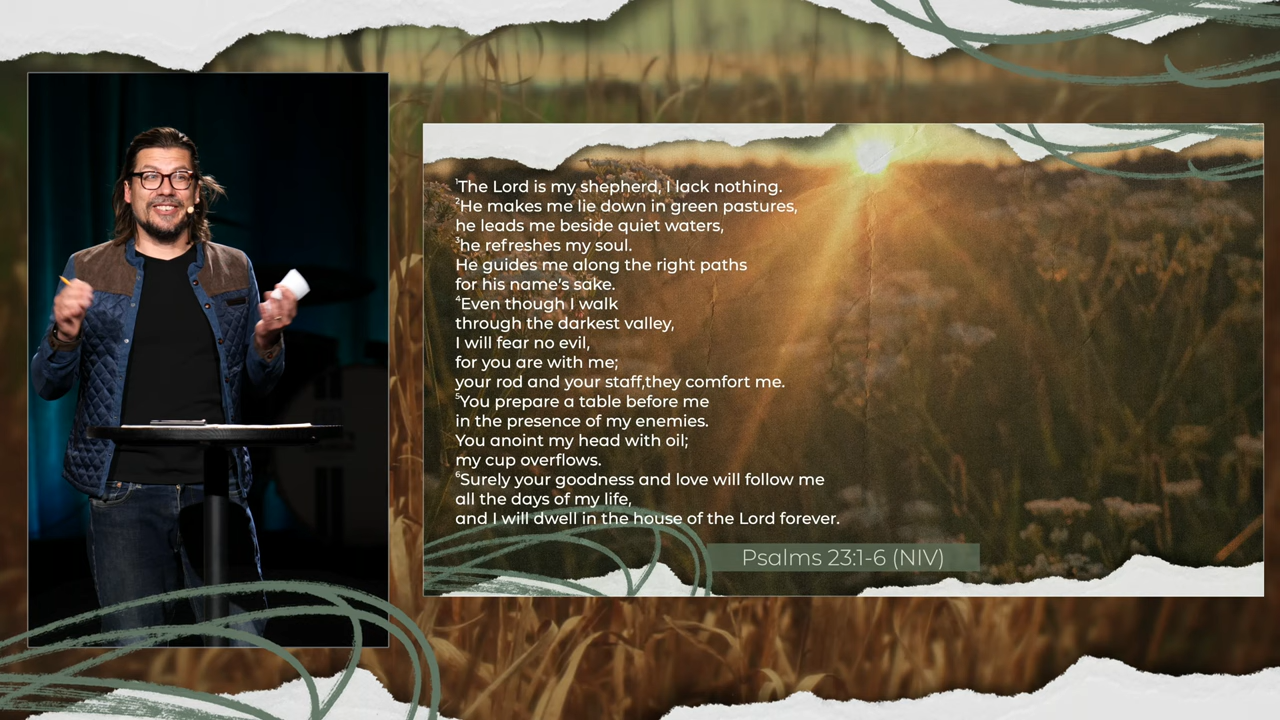 ¹The Lord is my shepherd, I lack nothing.
²He makes me lie down in green pastures,
he leads me beside quiet waters,
³he refreshes my soul.
He guides me along the right paths
for his name's sake.
⁴Even though I walk
through the darkest valley,
I will fear no evil,
for you are with me;
your rod and your staff,they comfort me.
⁵You prepare a table before me
in the presence of my enemies.
You anoint my head with oil;
my cup overflows.
⁶Surely your goodness and love will follow me
all the days of my life,
and I will dwell in the house of the Lord forever.
Psalms 23:1-6 (NIV)